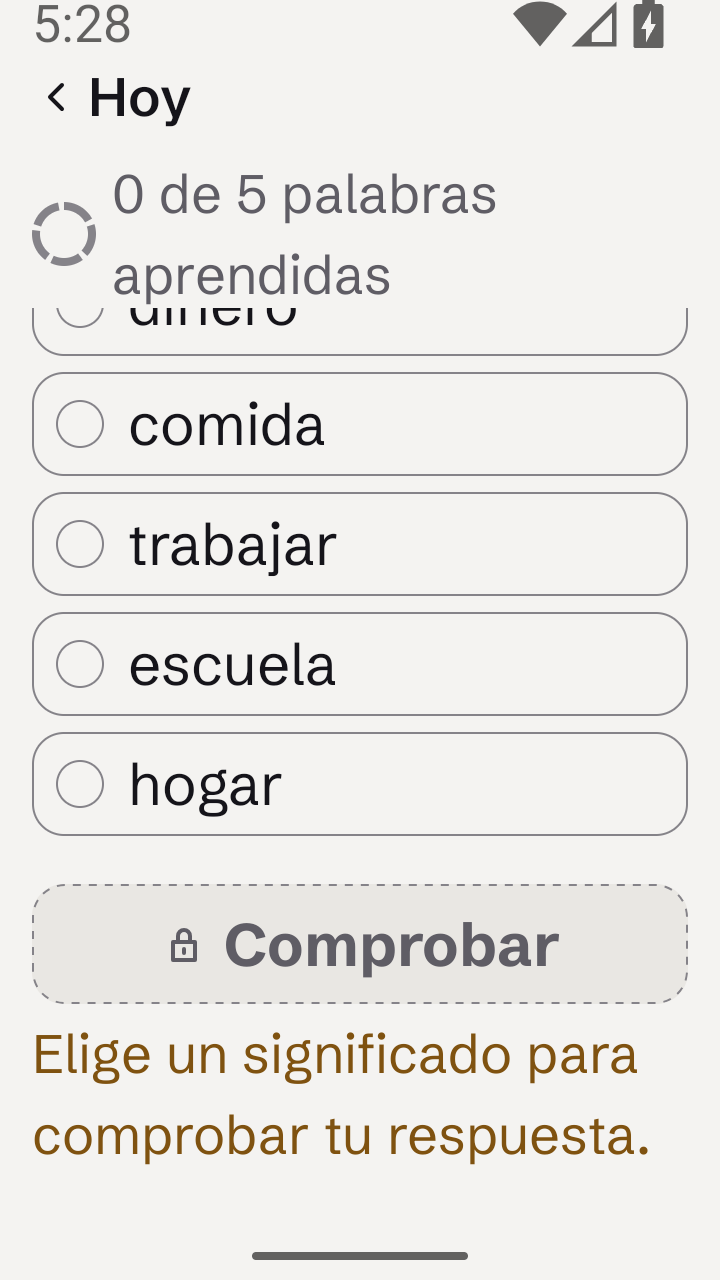 5:28
Hoy
0 de 5 palabras
aprendidas
dinero
comida
trabajar
escuela
hogar
Comprobar
Elige un significado para
comprobar tu respuesta.